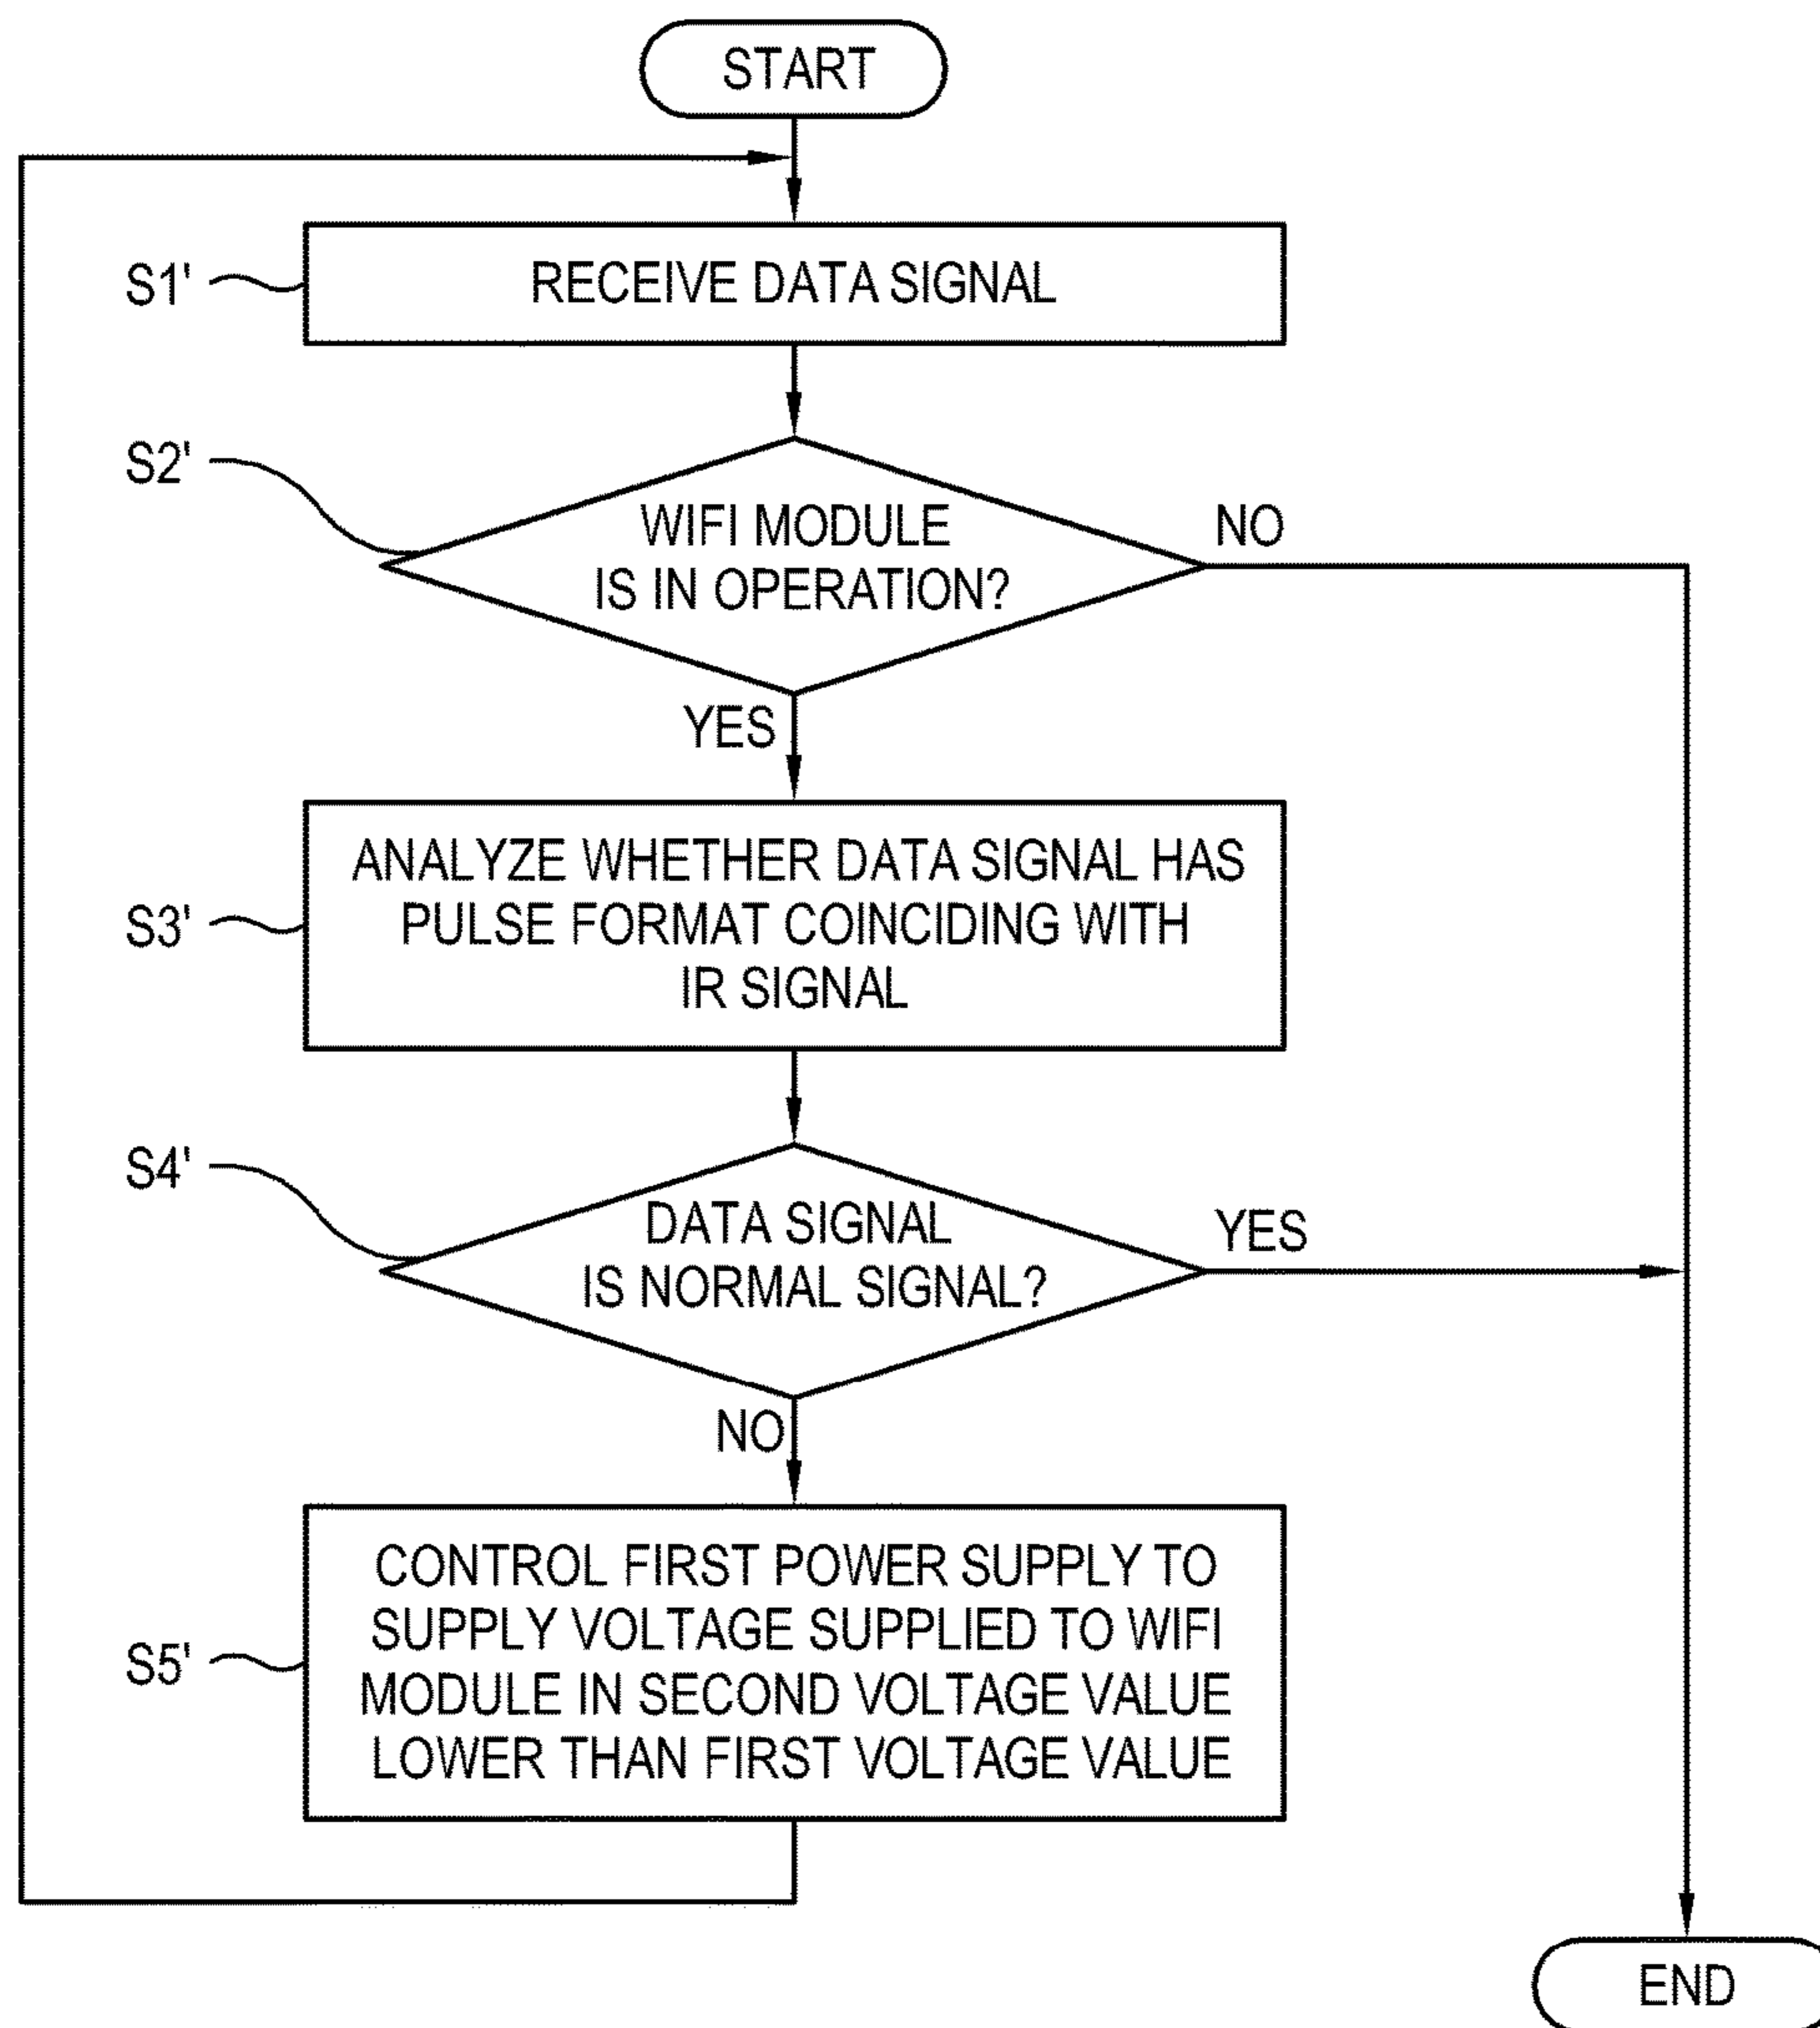 START
S1'
RECEIVE DATA SIGNAL
S2'
WIFI MODULE
IS IN OPERATION?
NO
YES
S3'
ANALYZE WHETHER DATA SIGNAL HAS
PULSE FORMAT COINCIDING WITH
IR SIGNAL
S4'
DATA SIGNAL
IS NORMAL SIGNAL?
YES
NO
S5'
CONTROL FIRST POWER SUPPLY TO
SUPPLY VOLTAGE SUPPLIED TO WIFI
MODULE IN SECOND VOLTAGE VALUE
LOWER THAN FIRST VOLTAGE VALUE
END